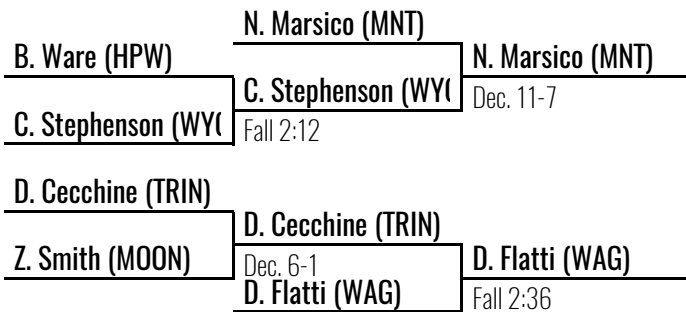 N. Marsico (MNT)
B. Ware (HPW)
N. Marsico (MNT)
C. Stephenson (WY
Dec. 11-7
C. Stephenson (WY
Fall 2:12
D. Cecchine (TRIN)
D. Cecchine (TRIN)
Z. Smith (MOON)
Dec. 6-1
D. Flatti (WAG)
D. Flatti (WAG)
Fall 2:36